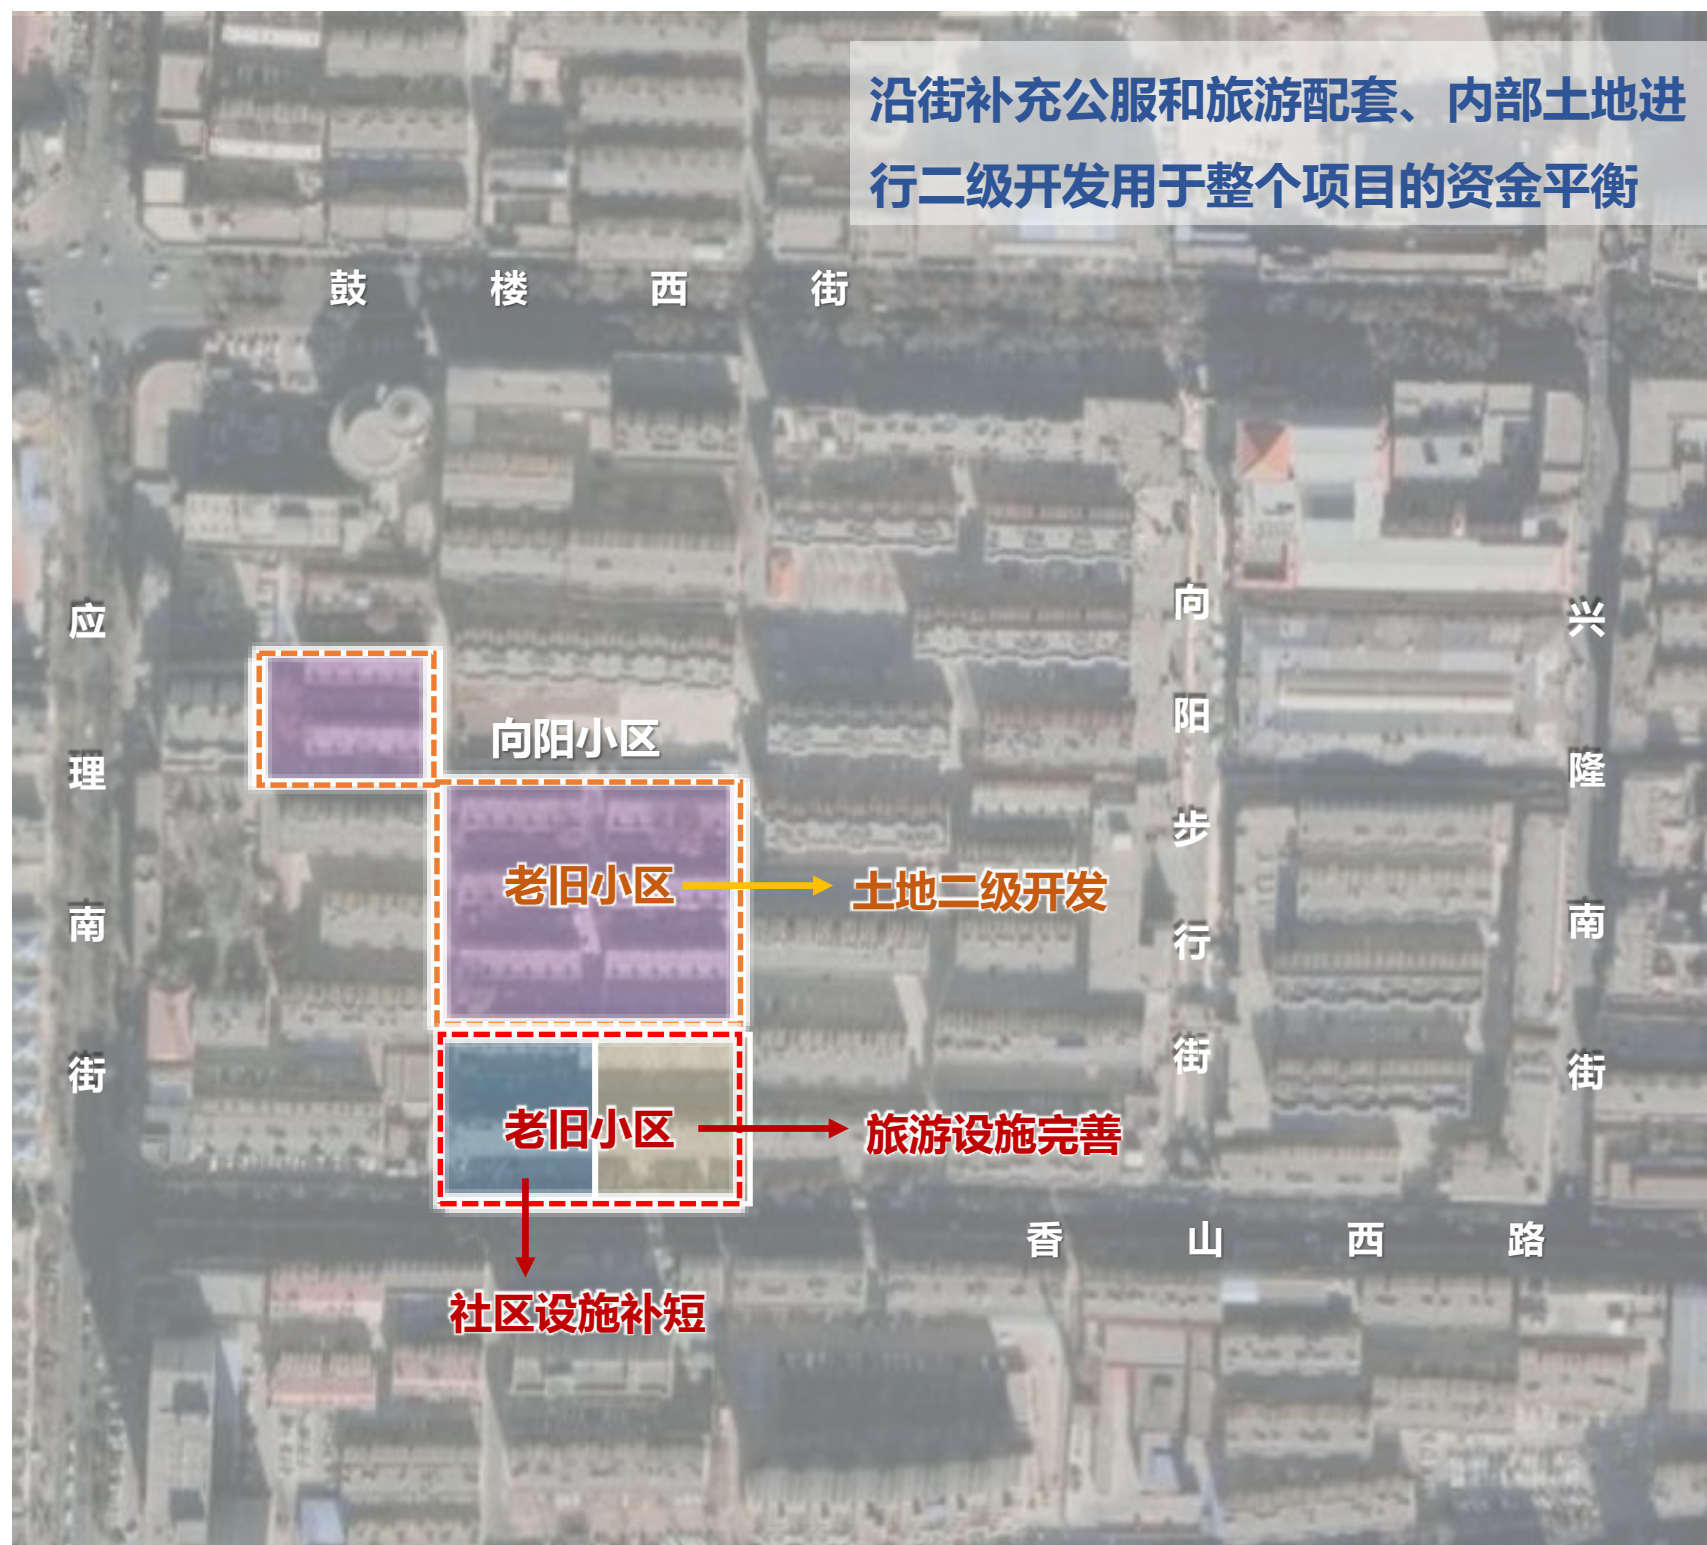 沿街补充公服和旅游配套、内部土地进
行二级开发用于整个项目的资金平衡
鼓楼西街
应理南街
向阳步行街
兴隆南街
向阳小区
老旧小区
土地二级开发
老旧小区
旅游设施完善
香山西路
社区设施补短